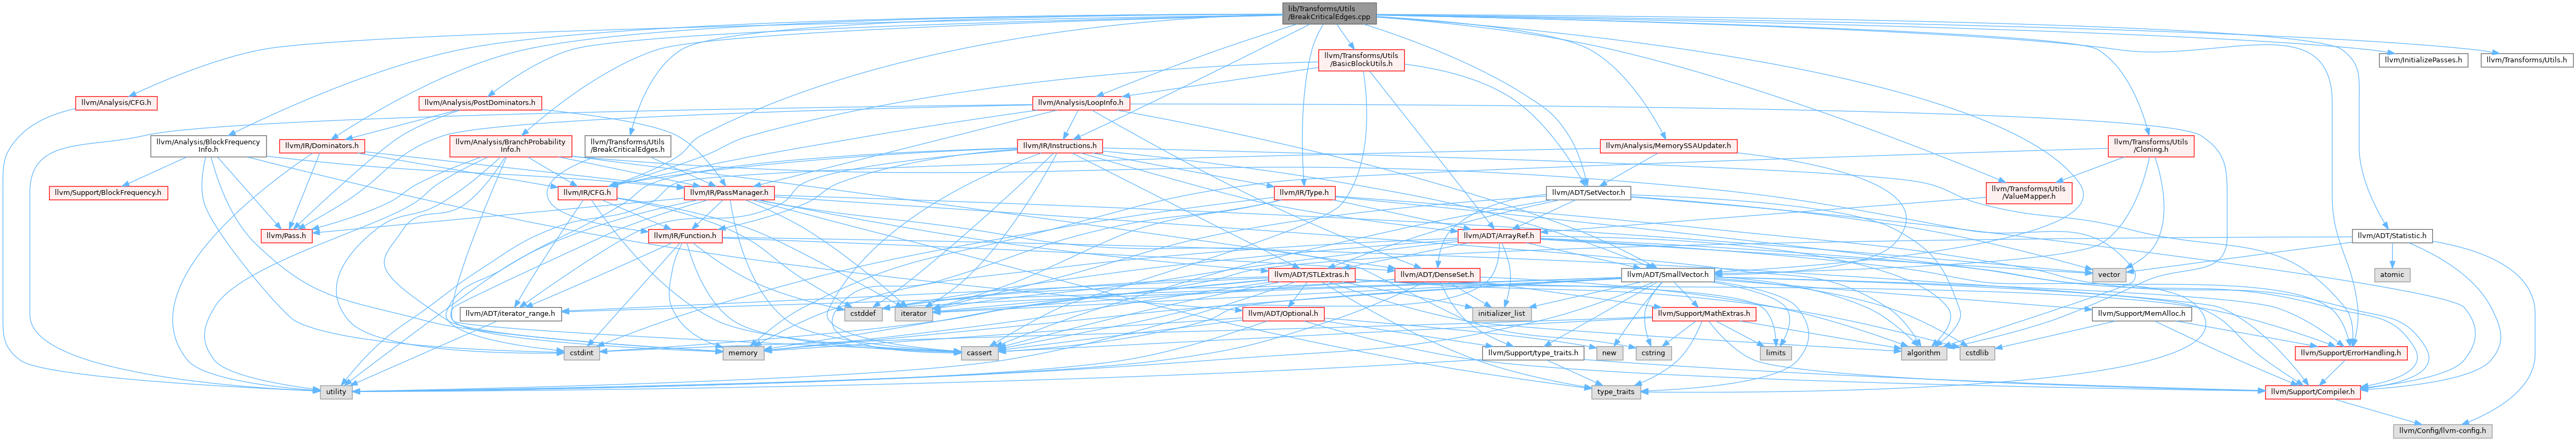 lib/Transforms/Utils
/BreakCriticalEdges.cpp
llvm/Transforms/Utils
/BasicBlockUtils.h
llvm/InitializePasses.h
llvm/Transforms/Utils.h
llvm/Analysis/CFG.h
llvm/Analysis/PostDominators.h
llvm/Analysis/LoopInfo.h
llvm/Analysis/BlockFrequency
Info.h
llvm/IR/Dominators.h
llvm/Analysis/BranchProbability
Info.h
llvm/Transforms/Utils
/BreakCriticalEdges.h
llvm/IR/Instructions.h
llvm/Analysis/MemorySSAUpdater.h
llvm/Transforms/Utils
/Cloning.h
llvm/Support/BlockFrequency.h
llvm/IR/CFG.h
llvm/IR/PassManager.h
llvm/IR/Type.h
llvm/ADT/SetVector.h
llvm/Transforms/Utils
/ValueMapper.h
llvm/Pass.h
llvm/IR/Function.h
llvm/ADT/ArrayRef.h
llvm/ADT/Statistic.h
llvm/ADT/STLExtras.h
llvm/ADT/DenseSet.h
llvm/ADT/SmallVector.h
vector
atomic
llvm/ADT/iterator_range.h
cstddef
iterator
llvm/ADT/Optional.h
initializer_list
llvm/Support/MathExtras.h
llvm/Support/MemAlloc.h
cstdint
memory
cassert
llvm/Support/type_traits.h
new
cstring
limits
algorithm
cstdlib
llvm/Support/ErrorHandling.h
utility
type_traits
llvm/Support/Compiler.h
llvm/Config/llvm-config.h